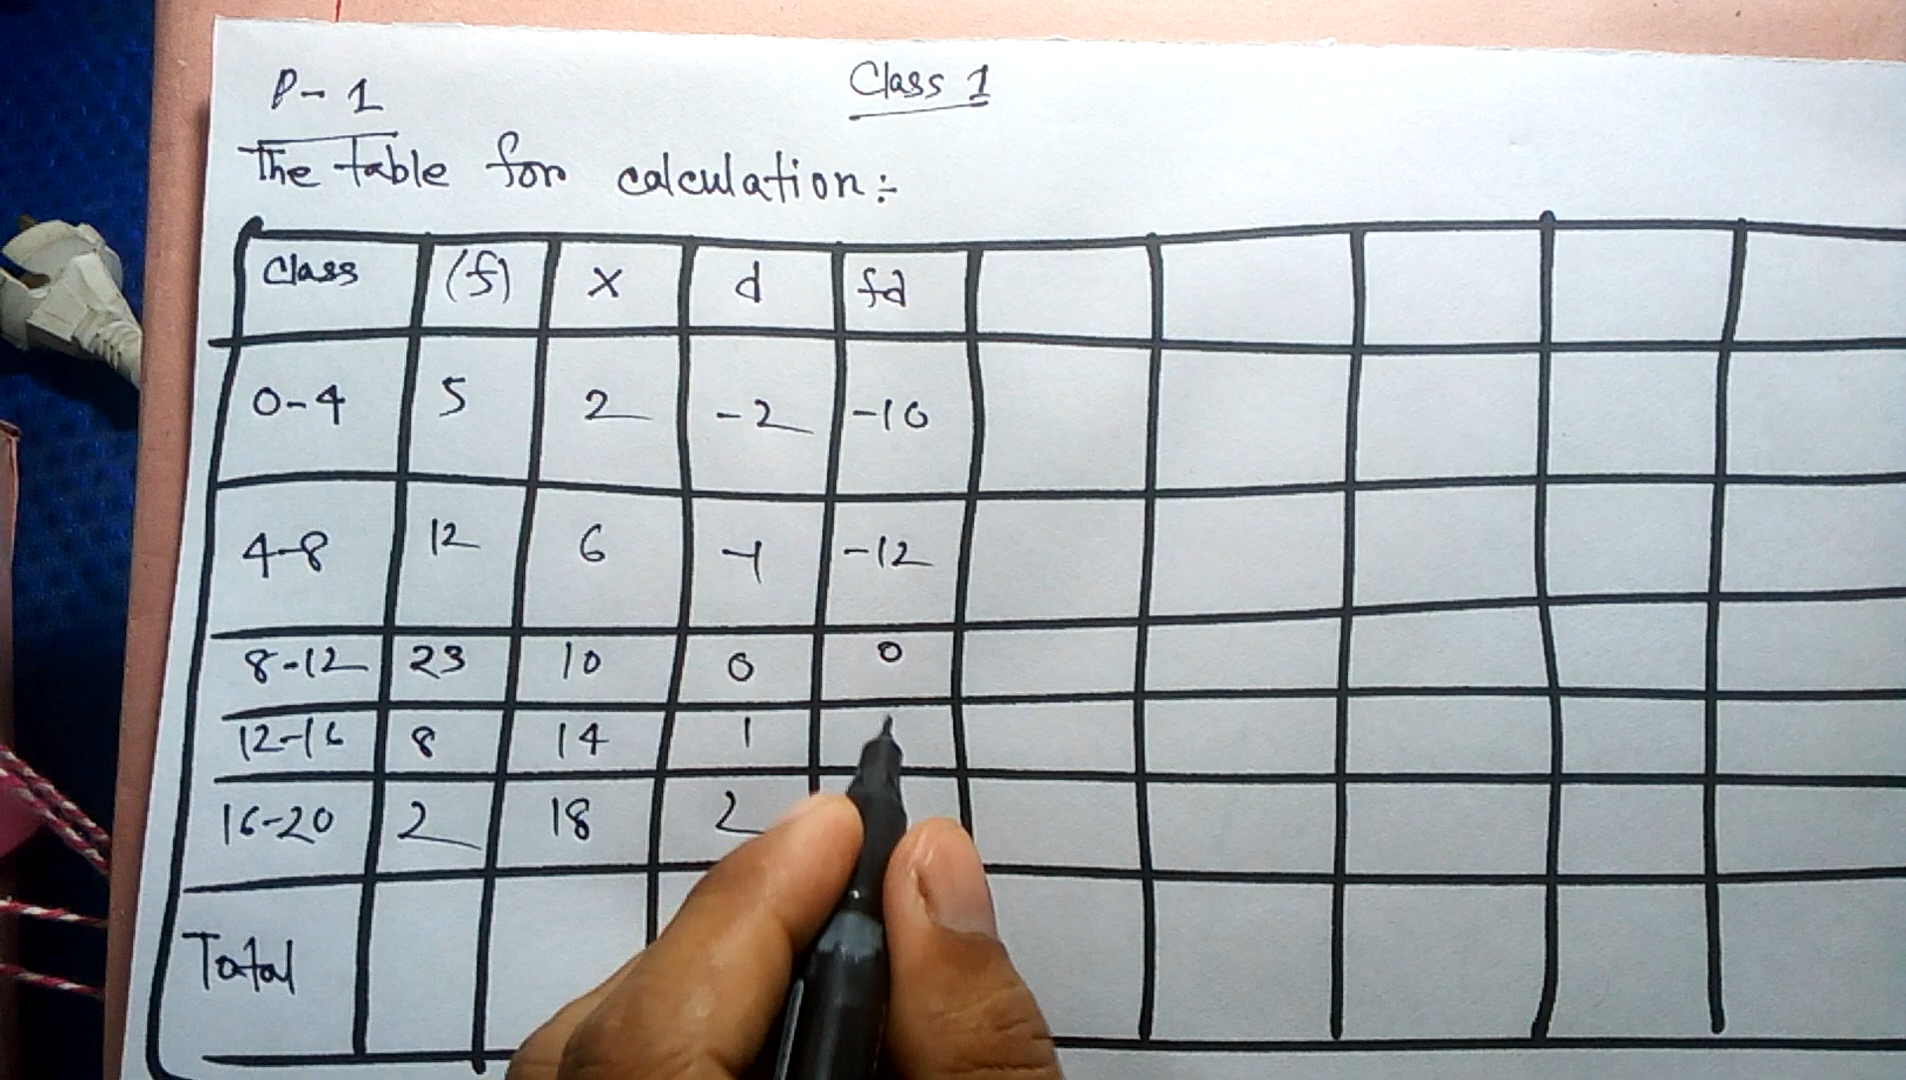 P-1
Class 1
The table for calculation:-
Class (f) x d fd
0-4 5 2 -2 -10
4-8 12 6 -1 -12
8-12 23 10 0 0
12-16 8 14 1
16-20 2 18 2
Total